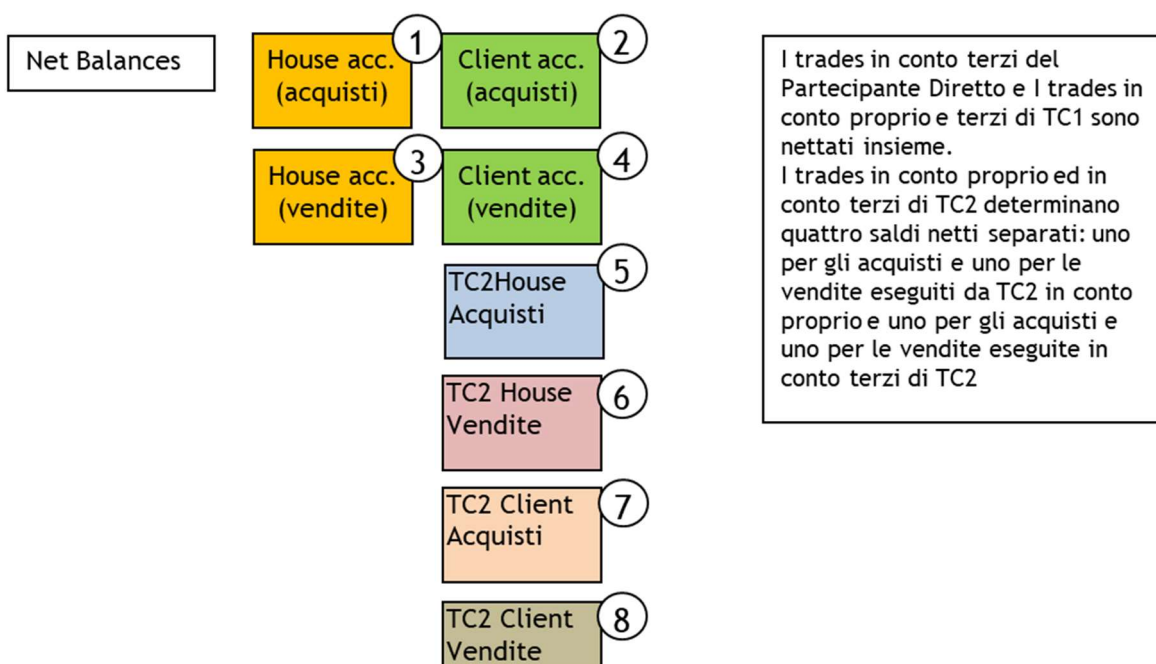 Net Balances
House acc.
(acquisti)
1
Client acc.
(acquisti)
2
House acc.
(vendite)
3
Client acc.
(vendite)
4
TC2House
Acquisti
5
TC2 House
Vendite
6
TC2 Client
Acquisti
7
TC2 Client
Vendite
8
I trades in conto terzi del
Partecipante Diretto e I trades in
conto proprio e terzi di TC1 sono
nettati insieme.
I trades in conto proprio ed in
conto terzi di TC2 determinano
quattro saldi netti separati: uno
per gli acquisti e uno per le
vendite eseguiti da TC2 in conto
proprio e uno per gli acquisti e
uno per le vendite eseguite in
conto terzi di TC2